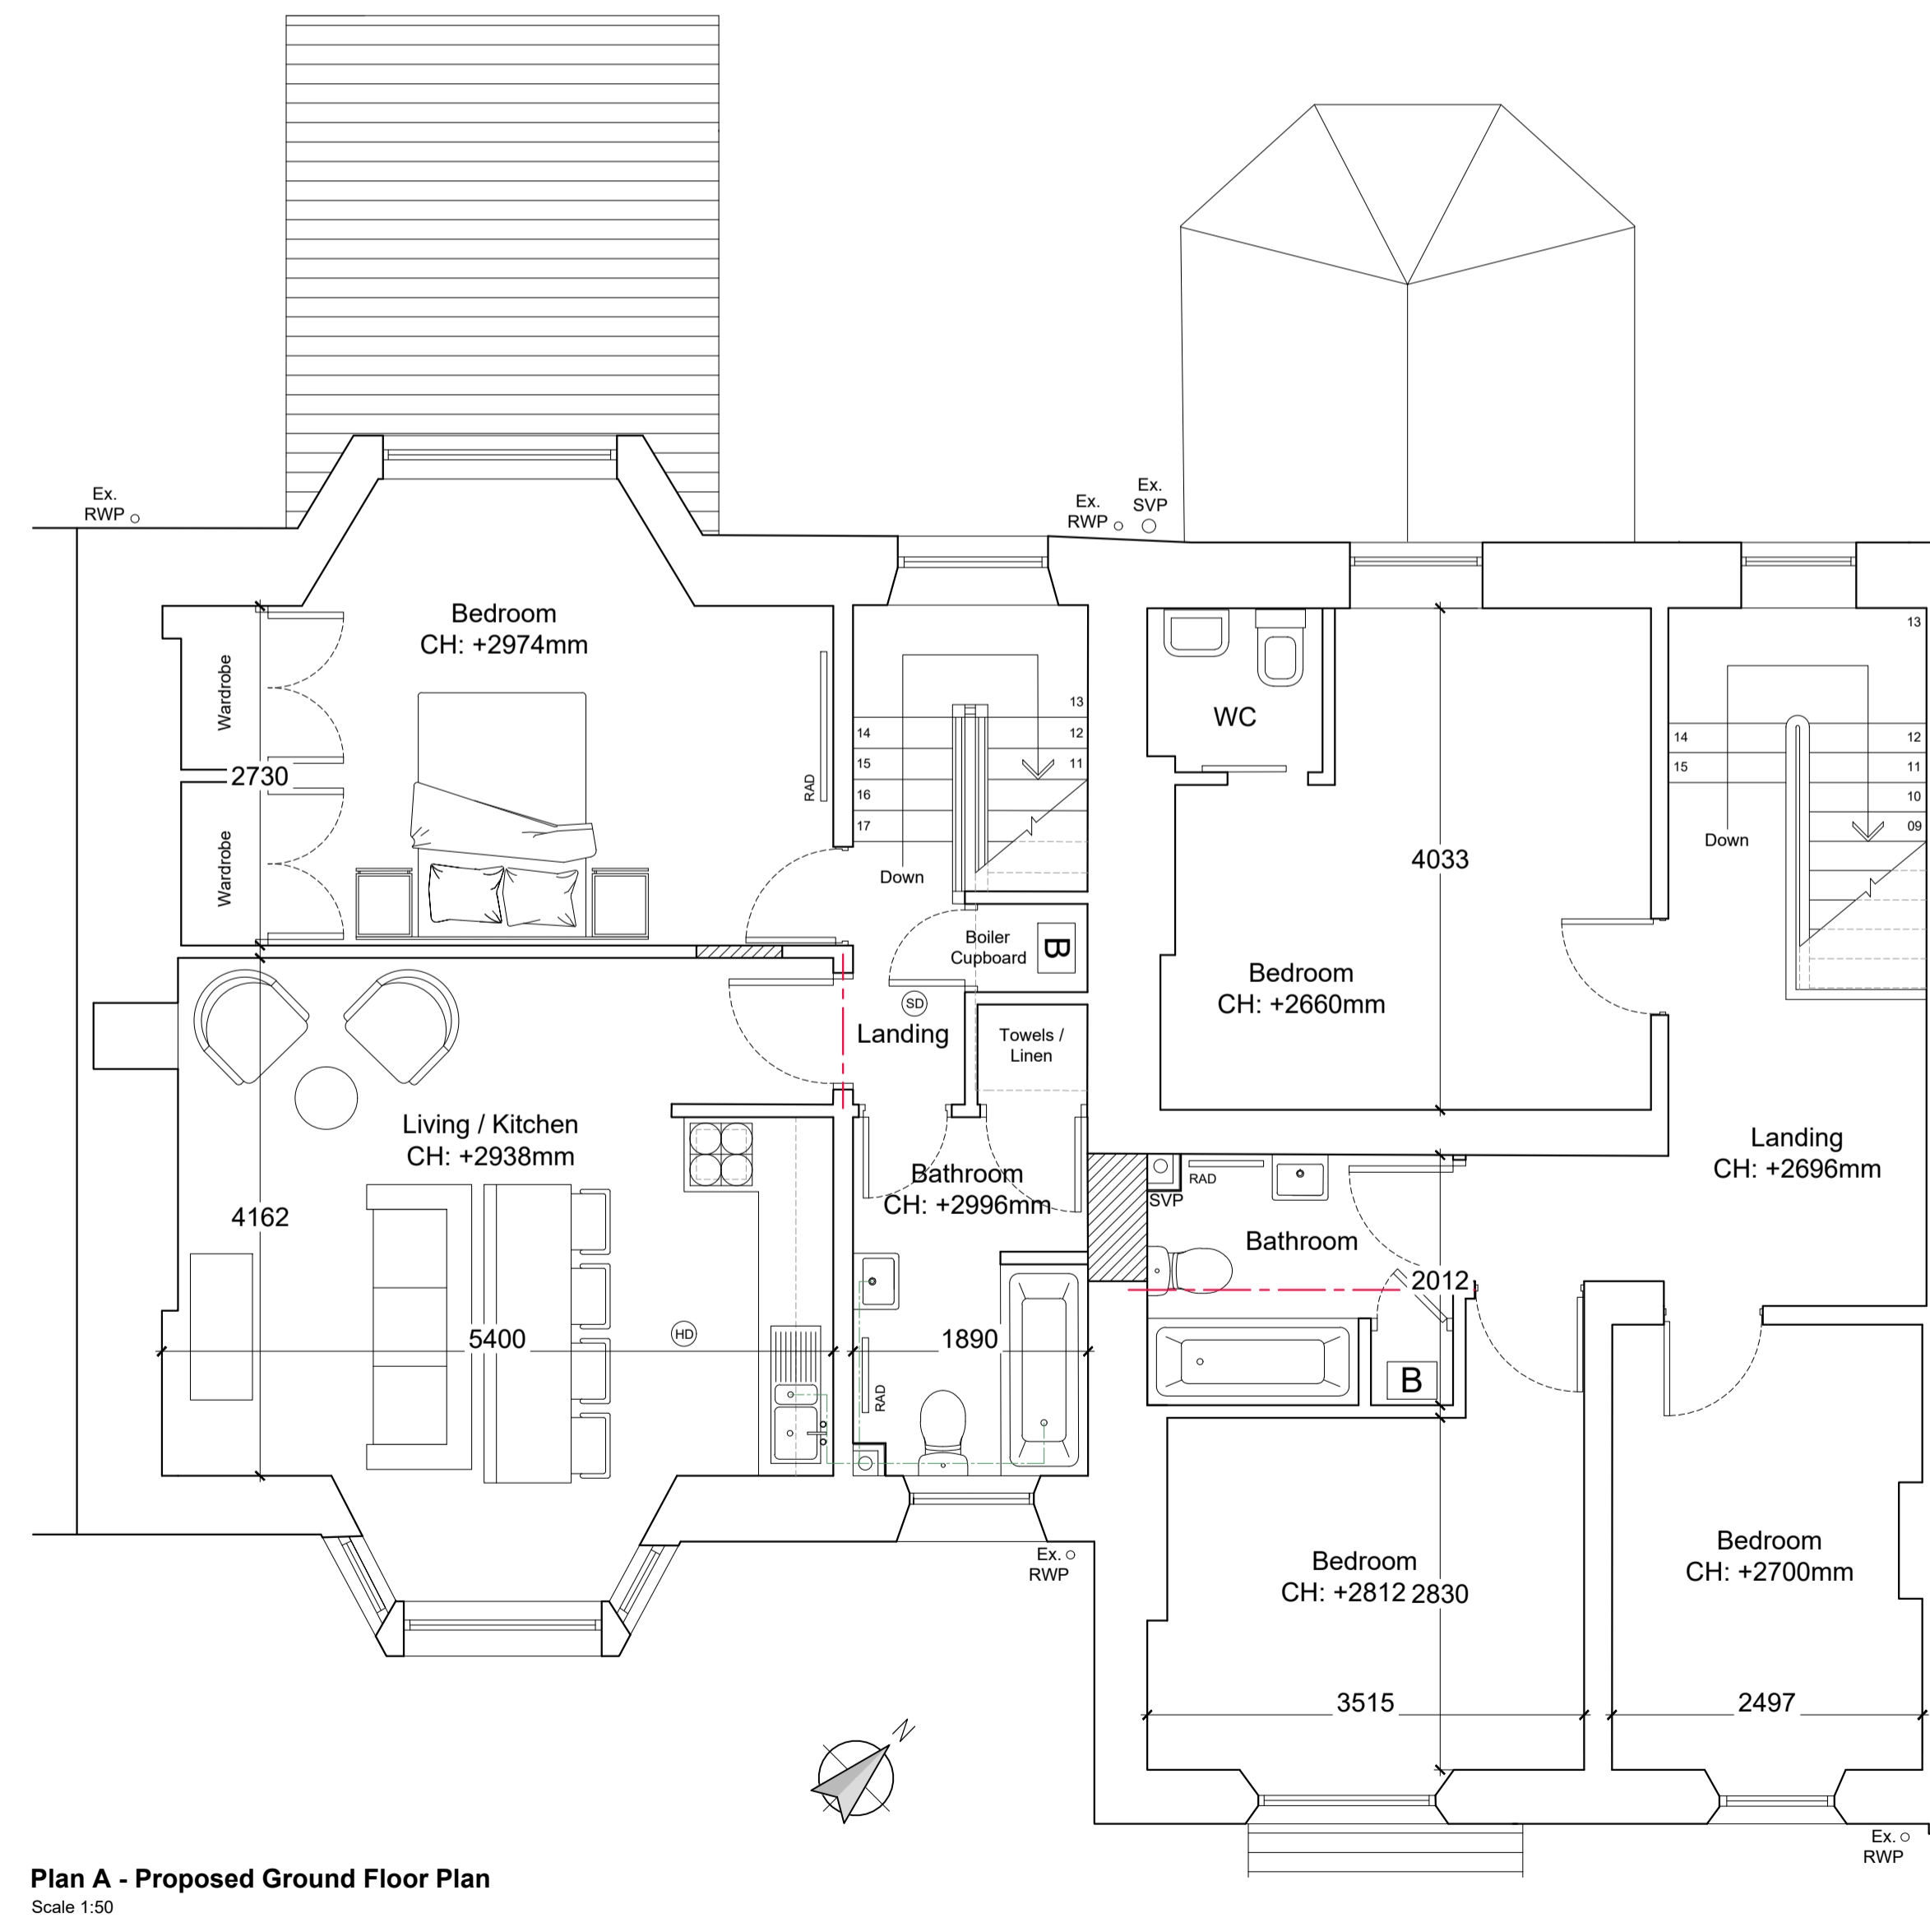 Ex.
RWP
Ex.
RWP
Ex.
SVP
Bedroom
CH: +2974mm
Wardrobe
2730
Wardrobe
RAD
13
14
12
15
11
16
17
Down
Boiler
Cupboard
B
SD
Landing
Towels /
Linen
WC
4033
Bedroom
CH: +2660mm
13
14
12
15
11
10
09
Down
Landing
CH: +2696mm
Living / Kitchen
CH: +2938mm
4162
5400
HD
Bathroom
CH: +2996mm
1890
RAD
SVP
RAD
Bathroom
2012
B
Ex.
RWP
Bedroom
CH: +2812
2830
3515
Bedroom
CH: +2700mm
2497
N
Ex.
RWP
Plan A - Proposed Ground Floor Plan
Scale 1:50